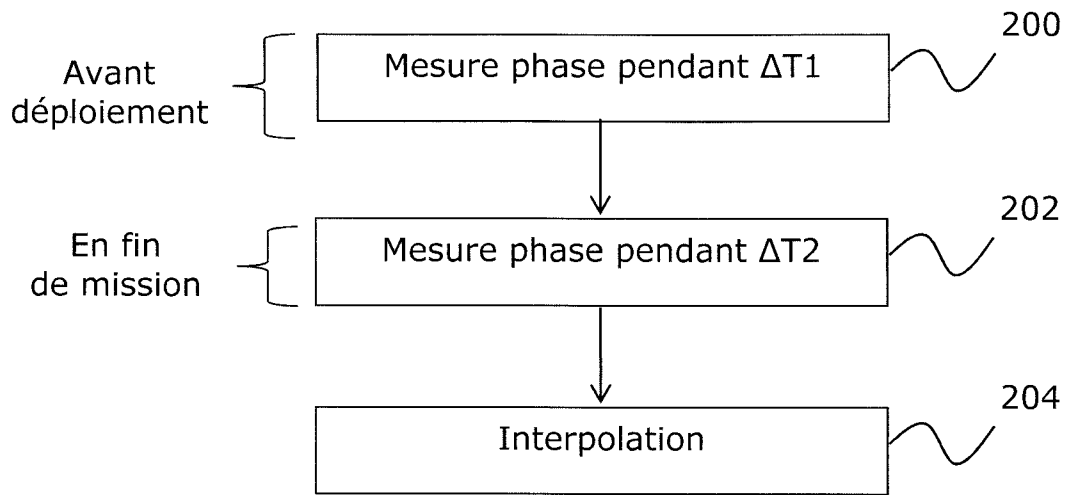 200
Avant
déploiement
Mesure phase pendant ΔT1
202
En fin
de mission
Mesure phase pendant ΔT2
204
Interpolation